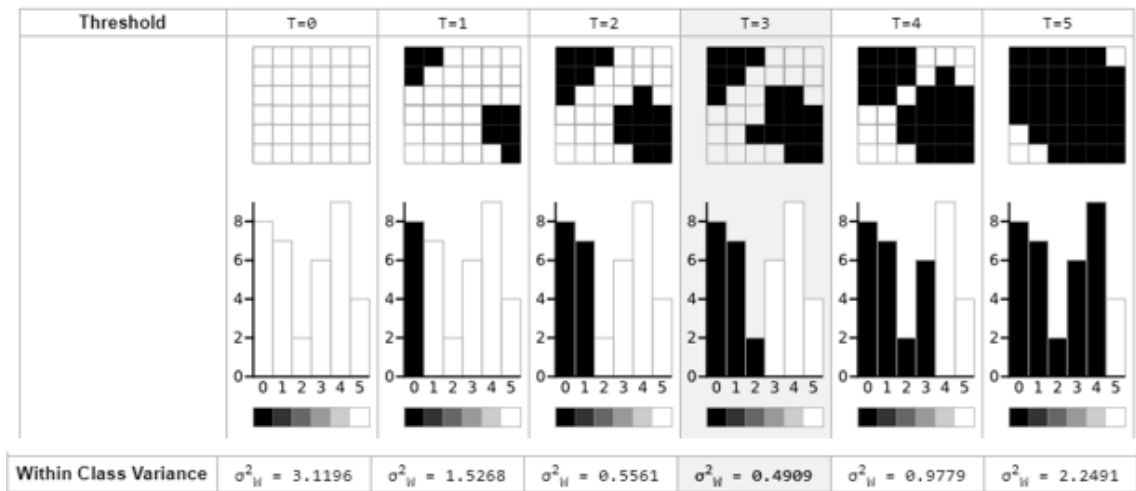 Threshold T=0 T=1 T=2 T=3 T=4 T=5
8 8 8 8 8 8
6 6 6 6 6 6
4 4 4 4 4 4
2 2 2 2 2 2
0 0 0 0 0 0
0 1 2 3 4 5 0 1 2 3 4 5 0 1 2 3 4 5 0 1 2 3 4 5 0 1 2 3 4 5 0 1 2 3 4 5
Within Class Variance σ²W = 3.1196 σ²W = 1.5268 σ²W = 0.5561 σ²W = 0.4909 σ²W = 0.9779 σ²W = 2.2491